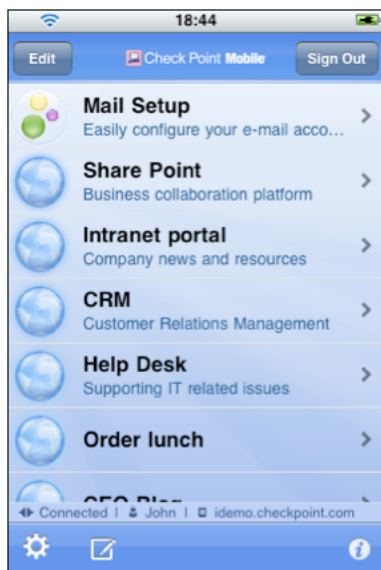 18:44
Edit Check Point Mobile Sign Out
Mail Setup
Easily configure your e-mail acco...
Share Point
Business collaboration platform
Intranet portal
Company news and resources
CRM
Customer Relations Management
Help Desk
Supporting IT related issues
Order lunch
CEO Blog
Connected | John | idemo.checkpoint.com